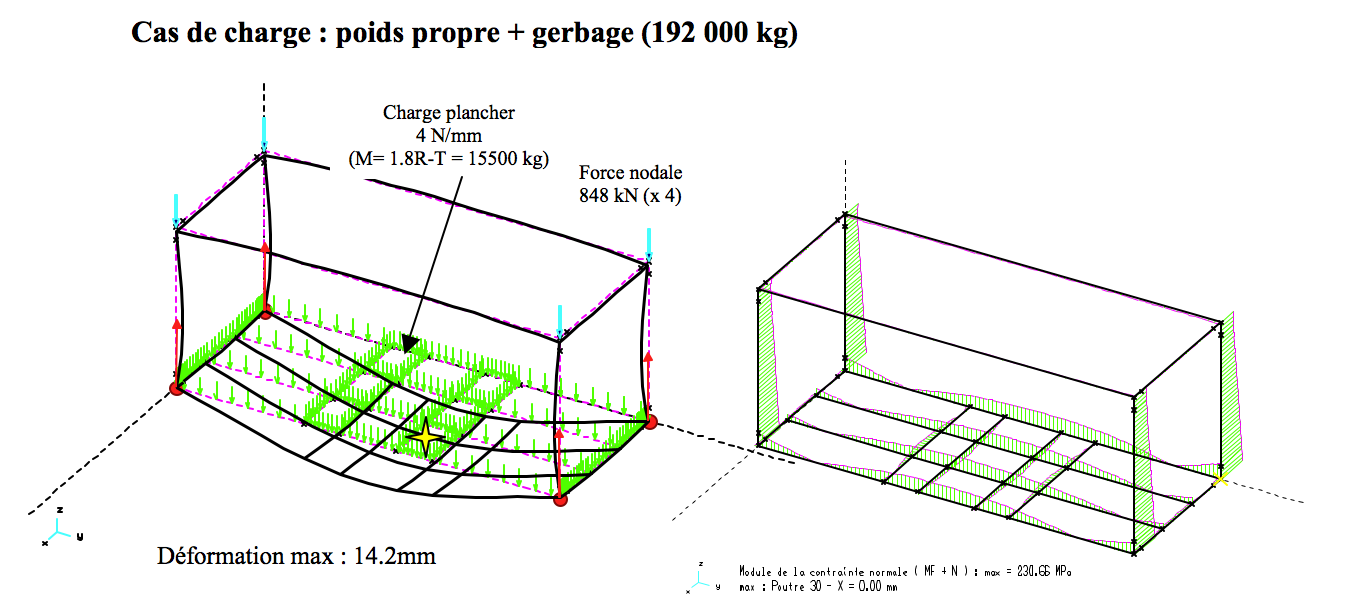 Cas de charge : poids propre + gerbage (192 000 kg)
Charge plancher
4 N/mm
(M= 1.8R-T = 15500 kg)
Force nodale
848 kN (x 4)
z
x
y
Déformation max : 14.2mm
z
x
y
Module de la contrainte normale ( MF + N ) : max = 230.66 MPa
max : Poutre 30 - X = 0.00 mm